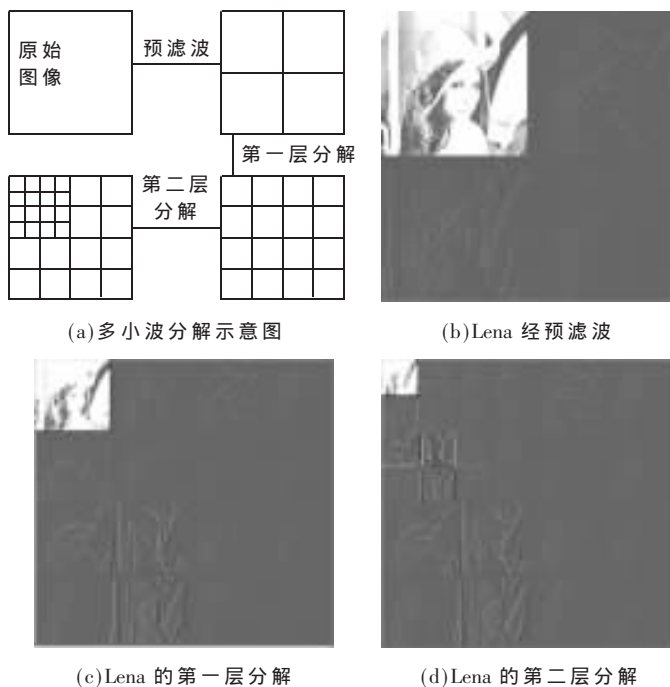 原始
图像
预滤波
第一层分解
第二层
分解
(a)多小波分解示意图
(b)Lena 经预滤波
(c)Lena 的第一层分解
(d)Lena 的第二层分解